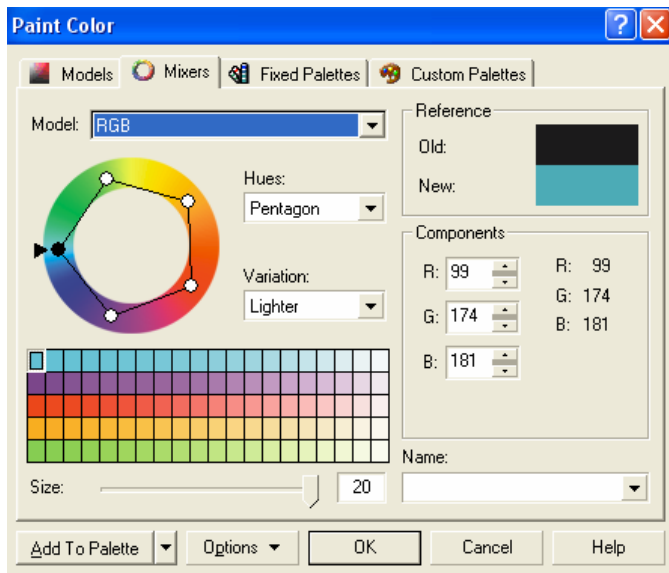 Paint Color
Models Mixers Fixed Palettes Custom Palettes
Model: RGB
Hues:
Pentagon
Variation:
Lighter
Size: 20
Reference
Old:
New:
Components
R: 99 R: 99
G: 174 G: 174
B: 181 B: 181
Name:
Add To Palette Options OK Cancel Help